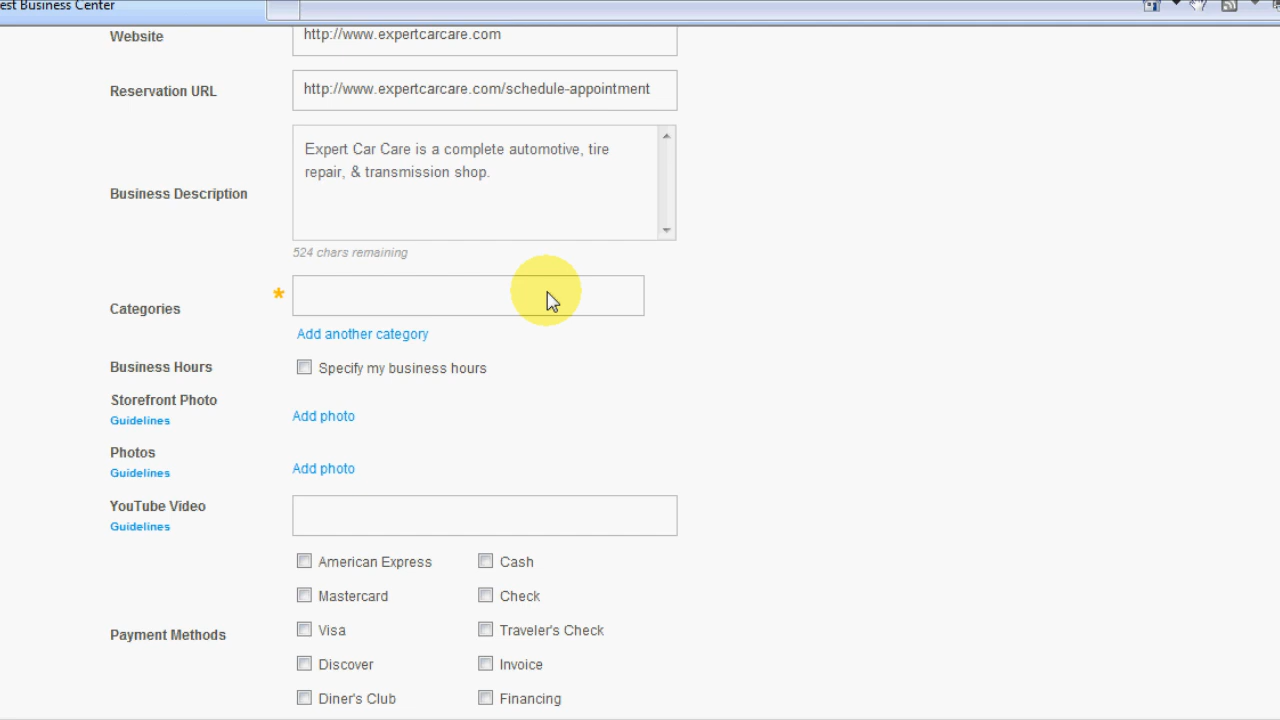 est Business Center
Website
http://www.expertcarcare.com
Reservation URL
http://www.expertcarcare.com/schedule-appointment
Business Description
Expert Car Care is a complete automotive, tire
repair, & transmission shop.
524 chars remaining
Categories
*
Add another category
Business Hours
Specify my business hours
Storefront Photo
Guidelines
Add photo
Photos
Guidelines
Add photo
YouTube Video
Guidelines
Payment Methods
American Express
Cash
Mastercard
Check
Visa
Traveler's Check
Discover
Invoice
Diner's Club
Financing